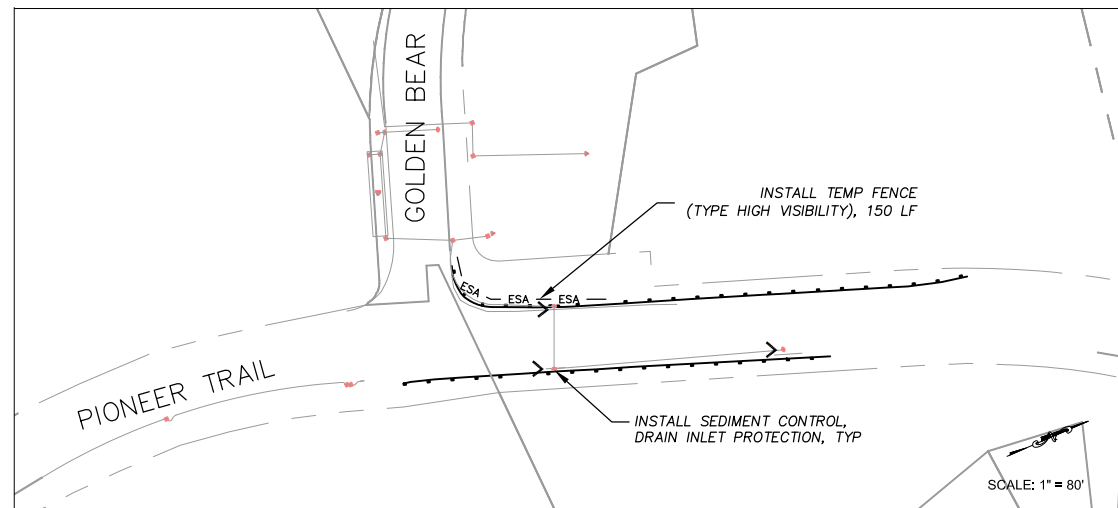 GOLDEN BEAR
INSTALL TEMP FENCE
(TYPE HIGH VISIBILITY), 150 LF
ESA
ESA
ESA
PIONEER TRAIL
INSTALL SEDIMENT CONTROL,
DRAIN INLET PROTECTION, TYP
SCALE: 1" = 80'